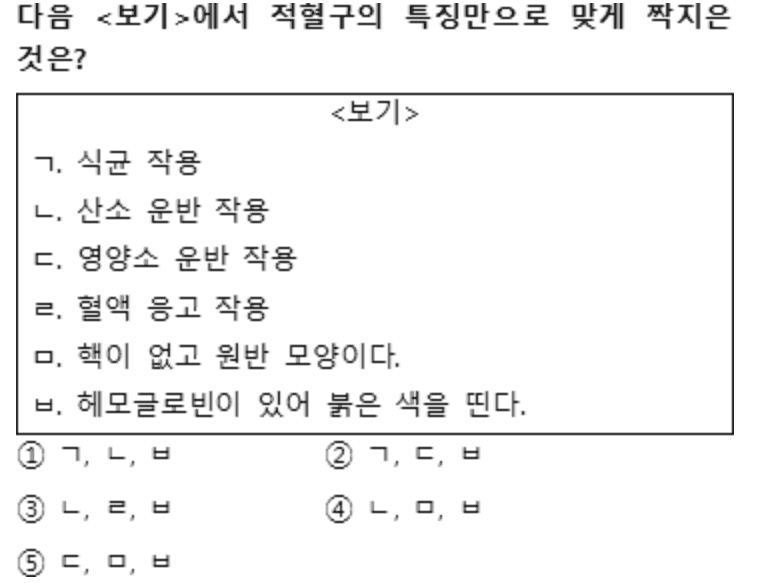 다음 <보기>에서 적혈구의 특징만으로 맞게 짝지은
것은?
<보기>
ㄱ. 식균 작용
ㄴ. 산소 운반 작용
ㄷ. 영양소 운반 작용
ㄹ. 혈액 응고 작용
ㅁ. 핵이 없고 원반 모양이다.
ㅂ. 헤모글로빈이 있어 붉은 색을 띤다.
① ㄱ, ㄴ, ㅂ ② ㄱ, ㄷ, ㅂ
③ ㄴ, ㄹ, ㅂ ④ ㄴ, ㅁ, ㅂ
⑤ ㄷ, ㅁ, ㅂ